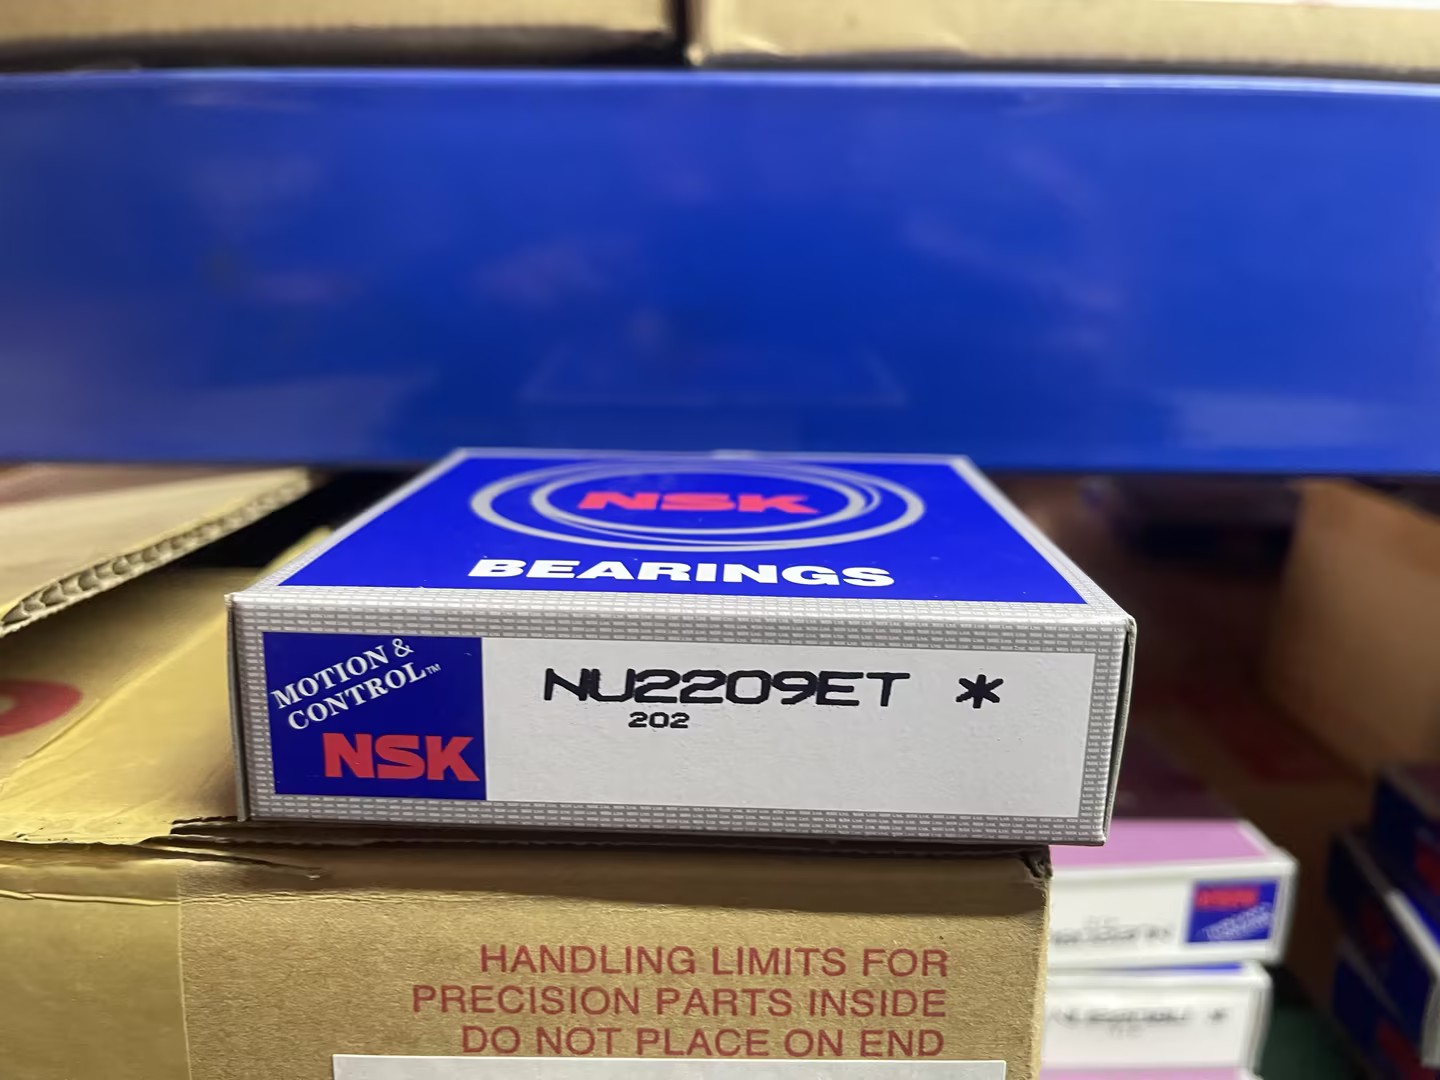 NSK
BEARINGS
MOTION &
CONTROL™
NSK
NU2209ET *
202
HANDLING LIMITS FOR
PRECISION PARTS INSIDE
DO NOT PLACE ON END